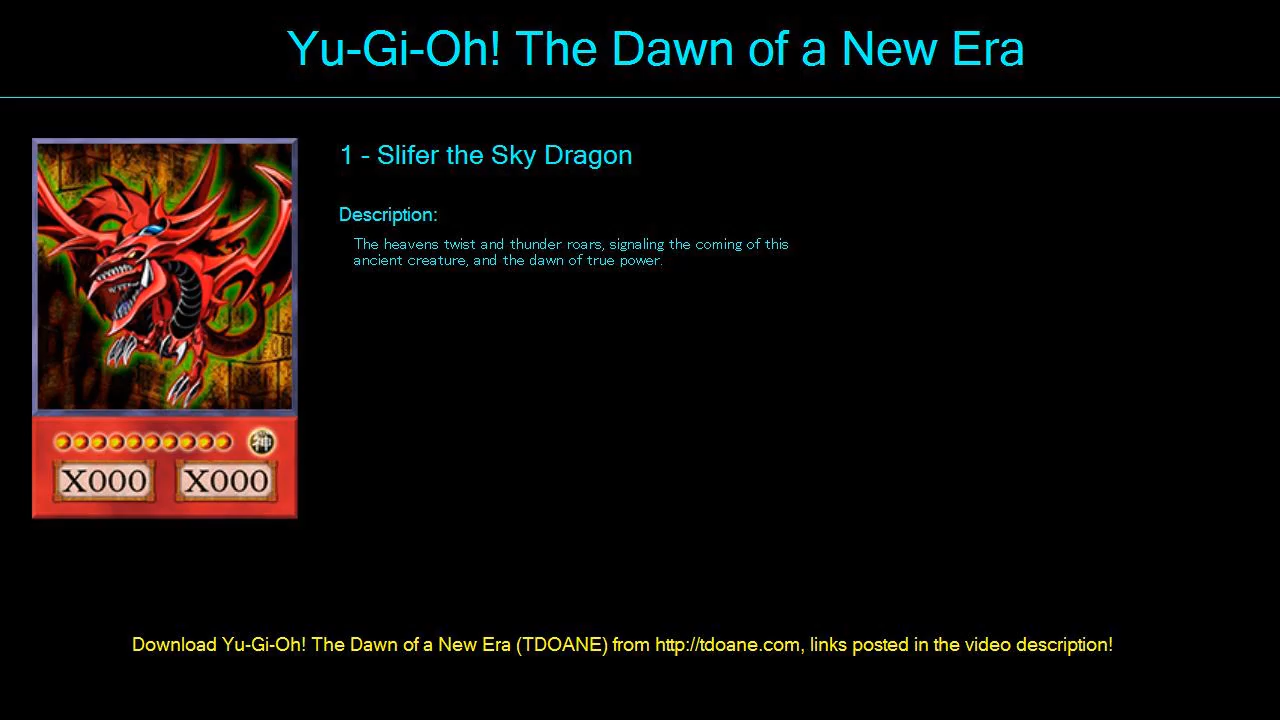 Yu-Gi-Oh! The Dawn of a New Era
1 - Slifer the Sky Dragon
Description:
The heavens twist and thunder roars, signaling the coming of this
ancient creature, and the dawn of true power.
神
X000 X000
Download Yu-Gi-Oh! The Dawn of a New Era (TDOANE) from http://tdoane.com, links posted in the video description!